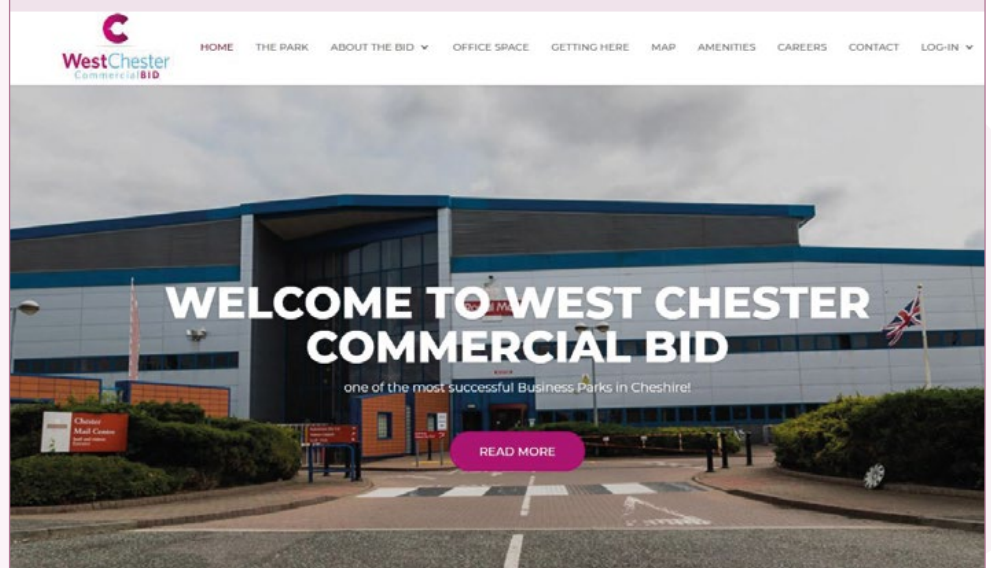 WestChester
CommercialBID
HOME THE PARK ABOUT THE BID OFFICE SPACE GETTING HERE MAP AMENITIES CAREERS CONTACT LOG-IN
WELCOME TO WEST CHESTER
COMMERCIAL BID
one of the most successful Business Parks in Cheshire!
Chester
Mail Centre
READ MORE